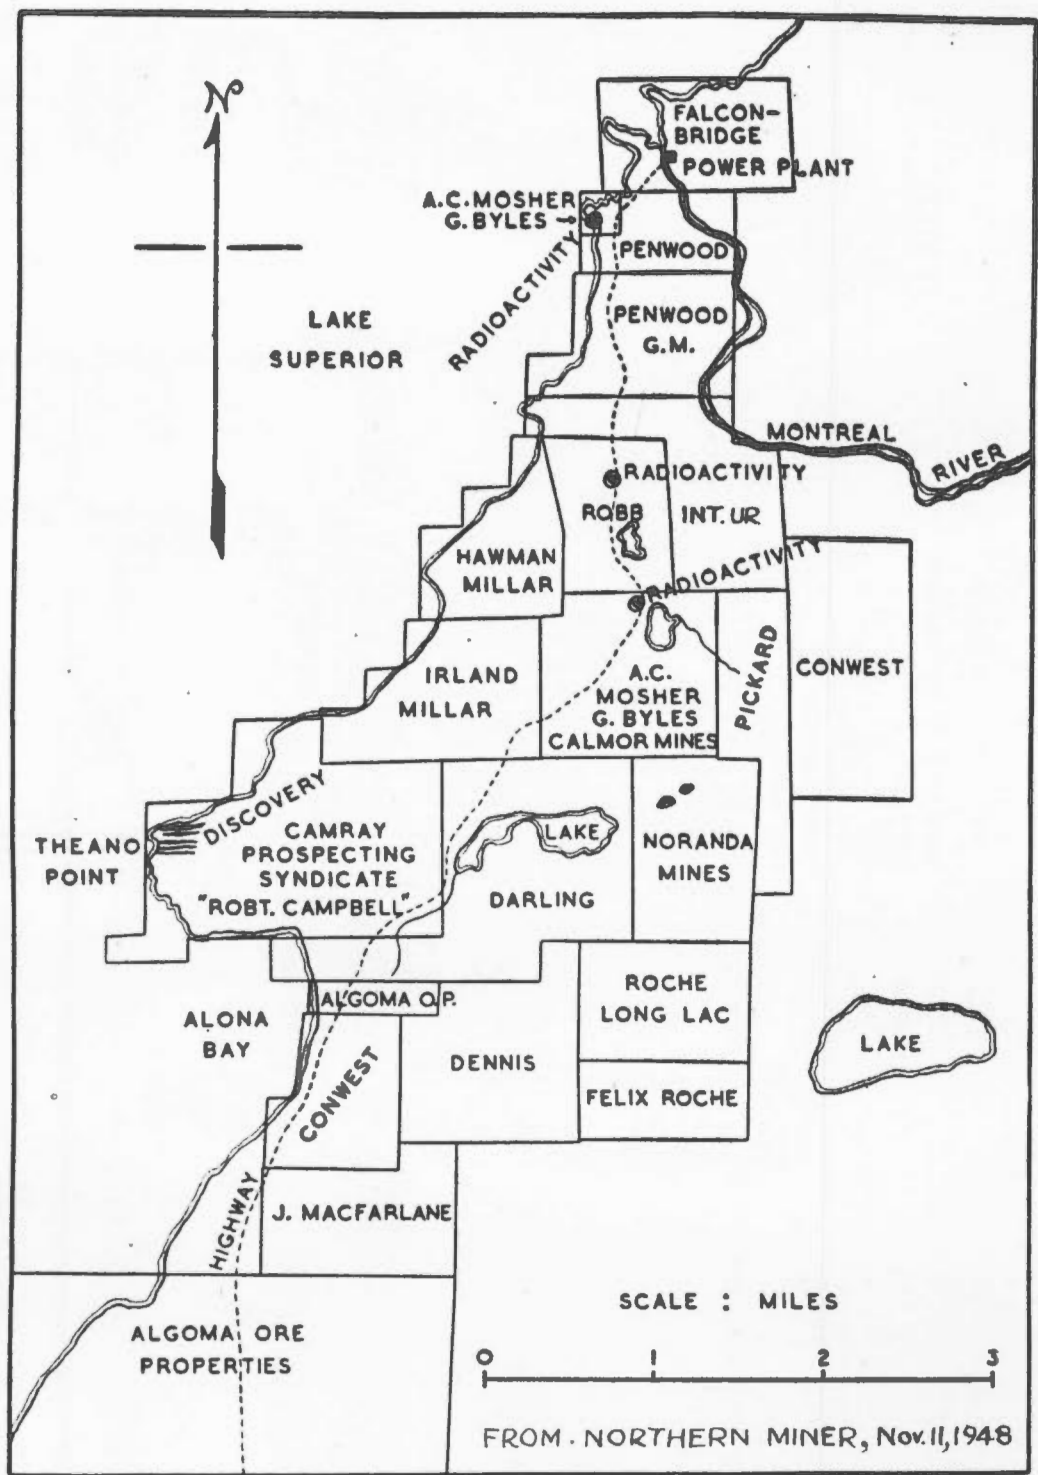 N
FALCON-
BRIDGE
POWER PLANT
A.C. MOSHER
G. BYLES
RADIOACTIVITY
PENWOOD
LAKE
SUPERIOR
PENWOOD
G.M.
MONTREAL
RIVER
RADIOACTIVITY
ROBB
INT. UR
HAWMAN
MILLAR
RADIOACTIVITY
IRLAND
MILLAR
A.C.
MOSHER
G. BYLES
CALMOR MINES
PICKARD
CONWEST
DISCOVERY
THEANO
POINT
CAMRAY
PROSPECTING
SYNDICATE
"ROBT. CAMPBELL"
LAKE
DARLING
NORANDA
MINES
ALGOMA O.P.
ROCHE
LONG LAC
ALONA
BAY
LAKE
DENNIS
CONWEST
FELIX ROCHE
HIGHWAY
J. MACFARLANE
ALGOMA ORE
PROPERTIES
SCALE : MILES
0 1 2 3
FROM. NORTHERN MINER, Nov. 11, 1948